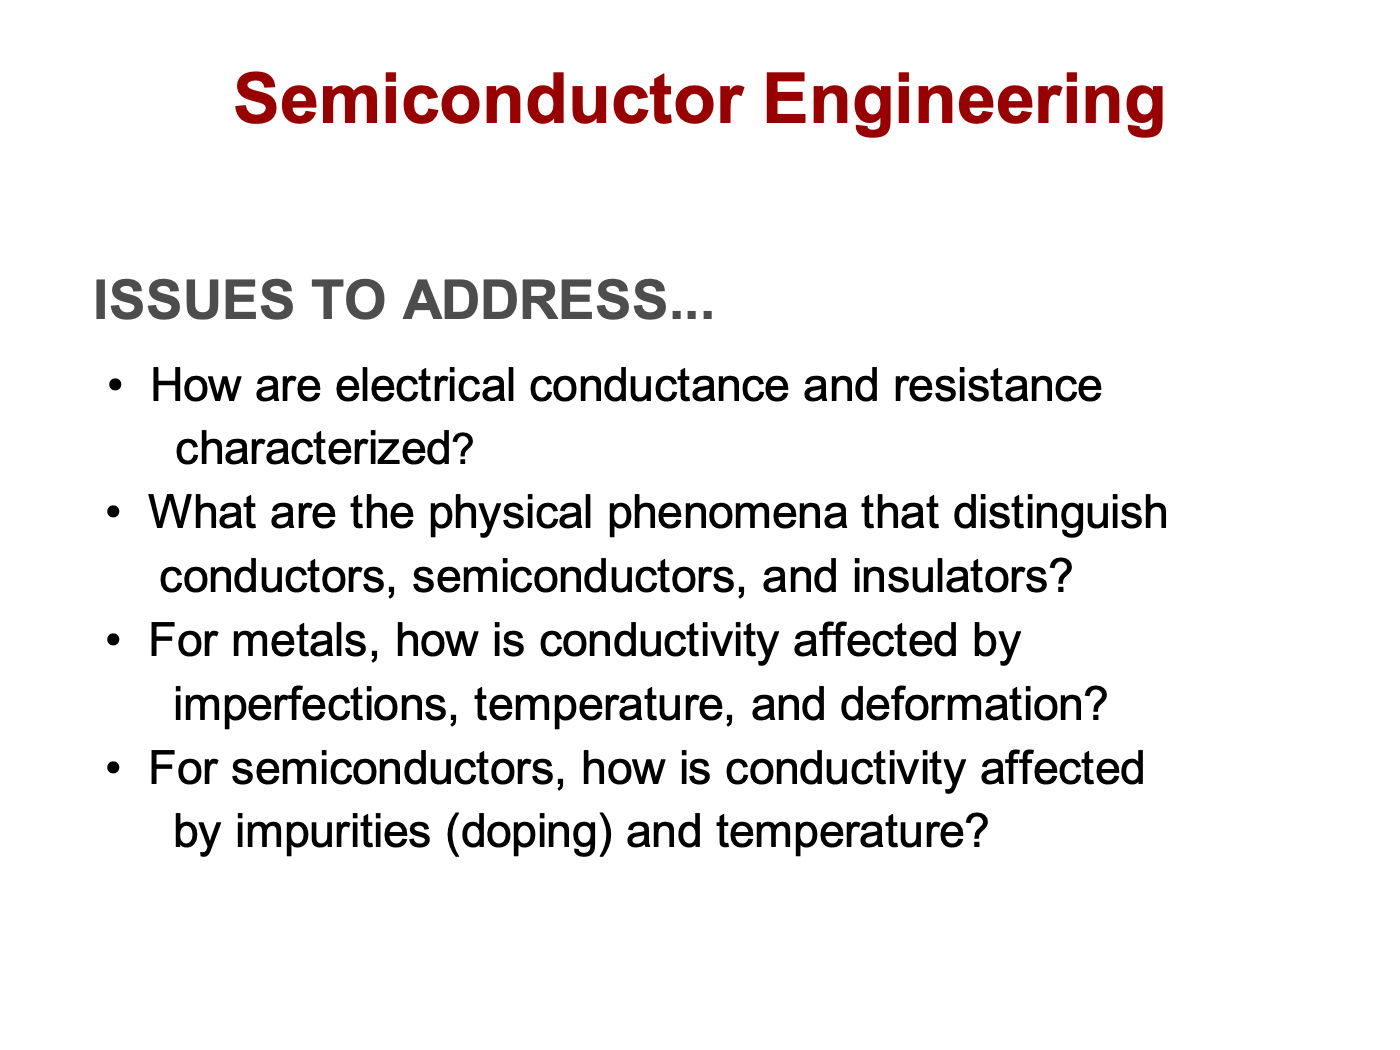 Semiconductor Engineering
ISSUES TO ADDRESS...
• How are electrical conductance and resistance
characterized?
• What are the physical phenomena that distinguish
conductors, semiconductors, and insulators?
• For metals, how is conductivity affected by
imperfections, temperature, and deformation?
• For semiconductors, how is conductivity affected
by impurities (doping) and temperature?